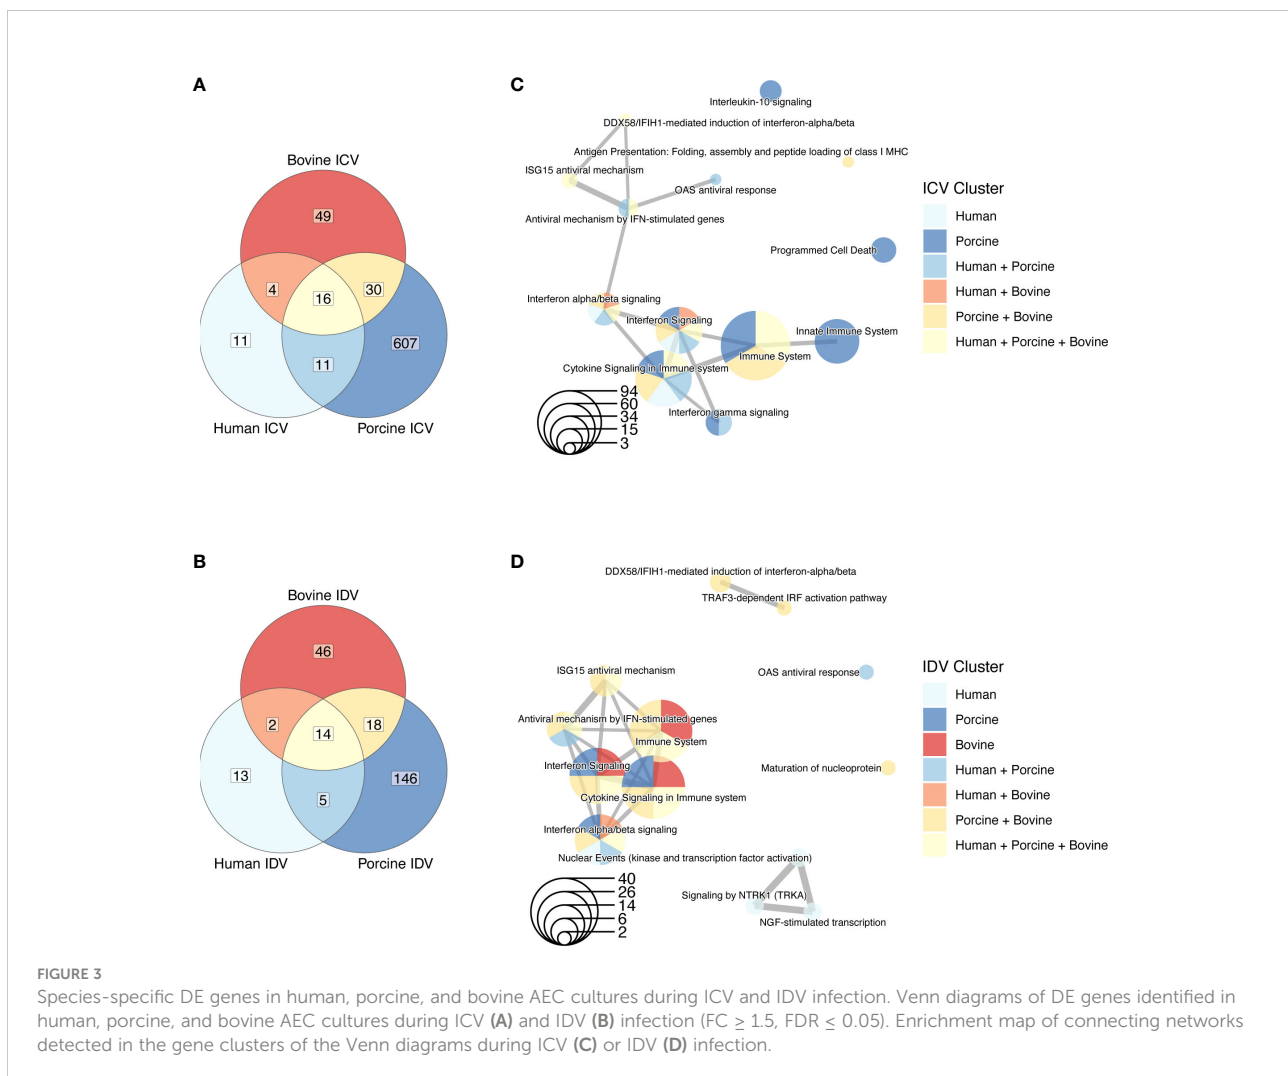 A
Bovine ICV
49
4
16
30
11
11
607
Human ICV
Porcine ICV
C
Interleukin-10 signaling
DDX58/IFIH1-mediated induction of interferon-alpha/beta
Antigen Presentation: Folding, assembly and peptide loading of class I MHC
ISG15 antiviral mechanism
OAS antiviral response
Antiviral mechanism by IFN-stimulated genes
Programmed Cell Death
Interferon alpha/beta signaling
Interferon Signaling
Innate Immune System
Immune System
Cytokine Signaling in Immune system
Interferon gamma signaling
94
60
34
15
3
ICV Cluster
Human
Porcine
Human + Porcine
Human + Bovine
Porcine + Bovine
Human + Porcine + Bovine
B
Bovine IDV
46
2
14
18
13
5
146
Human IDV
Porcine IDV
D
DDX58/IFIH1-mediated induction of interferon-alpha/beta
TRAF3-dependent IRF activation pathway
ISG15 antiviral mechanism
OAS antiviral response
Antiviral mechanism by IFN-stimulated genes
Immune System
Interferon Signaling
Maturation of nucleoprotein
Cytokine Signaling in Immune system
Interferon alpha/beta signaling
Nuclear Events (kinase and transcription factor activation)
Signaling by NTRK1 (TRKA)
NGF-stimulated transcription
40
26
14
6
2
IDV Cluster
Human
Porcine
Bovine
Human + Porcine
Human + Bovine
Porcine + Bovine
Human + Porcine + Bovine
FIGURE 3
Species-specific DE genes in human, porcine, and bovine AEC cultures during ICV and IDV infection. Venn diagrams of DE genes identified in
human, porcine, and bovine AEC cultures during ICV (A) and IDV (B) infection (FC ≥ 1.5, FDR ≤ 0.05). Enrichment map of connecting networks
detected in the gene clusters of the Venn diagrams during ICV (C) or IDV (D) infection.